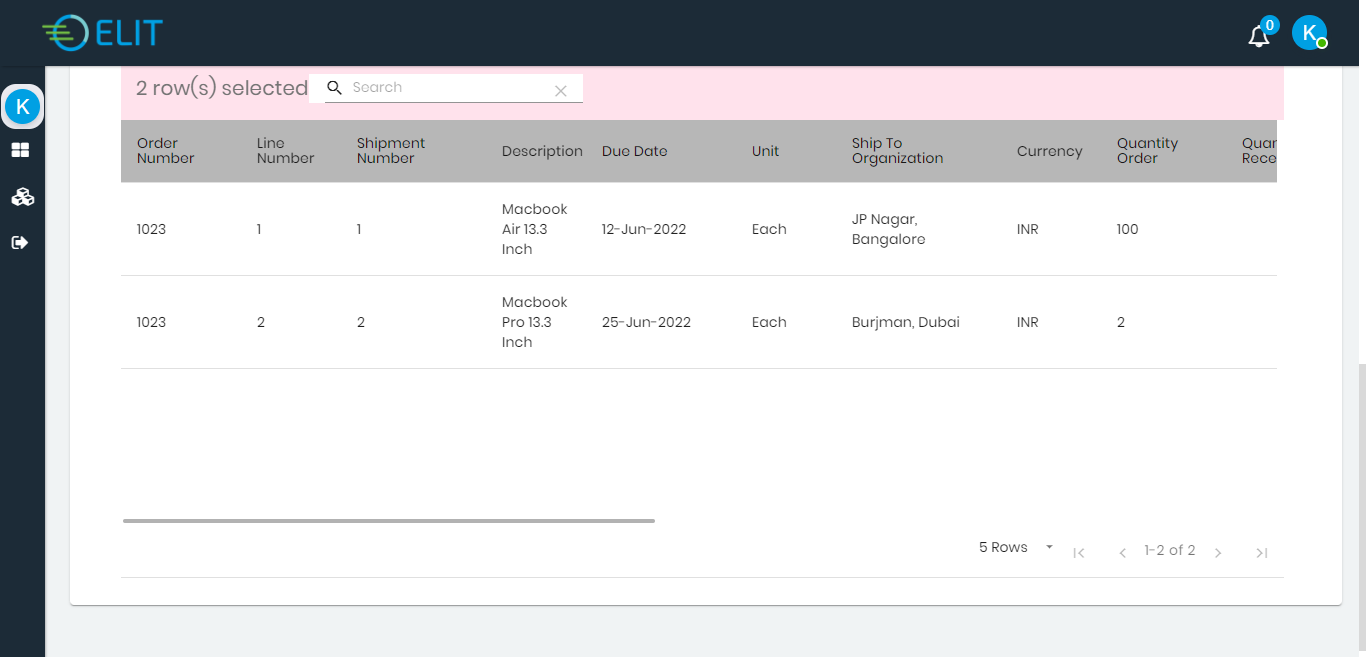 ELIT
0
K
K
2 row(s) selected
Search
Order
Number
Line
Number
Shipment
Number
Description
Due Date
Unit
Ship To
Organization
Currency
Quantity
Order
Quar
Rece
1023
1
1
Macbook
Air 13.3
Inch
12-Jun-2022
Each
JP Nagar,
Bangalore
INR
100
1023
2
2
Macbook
Pro 13.3
Inch
25-Jun-2022
Each
Burjman, Dubai
INR
2
5 Rows
1-2 of 2